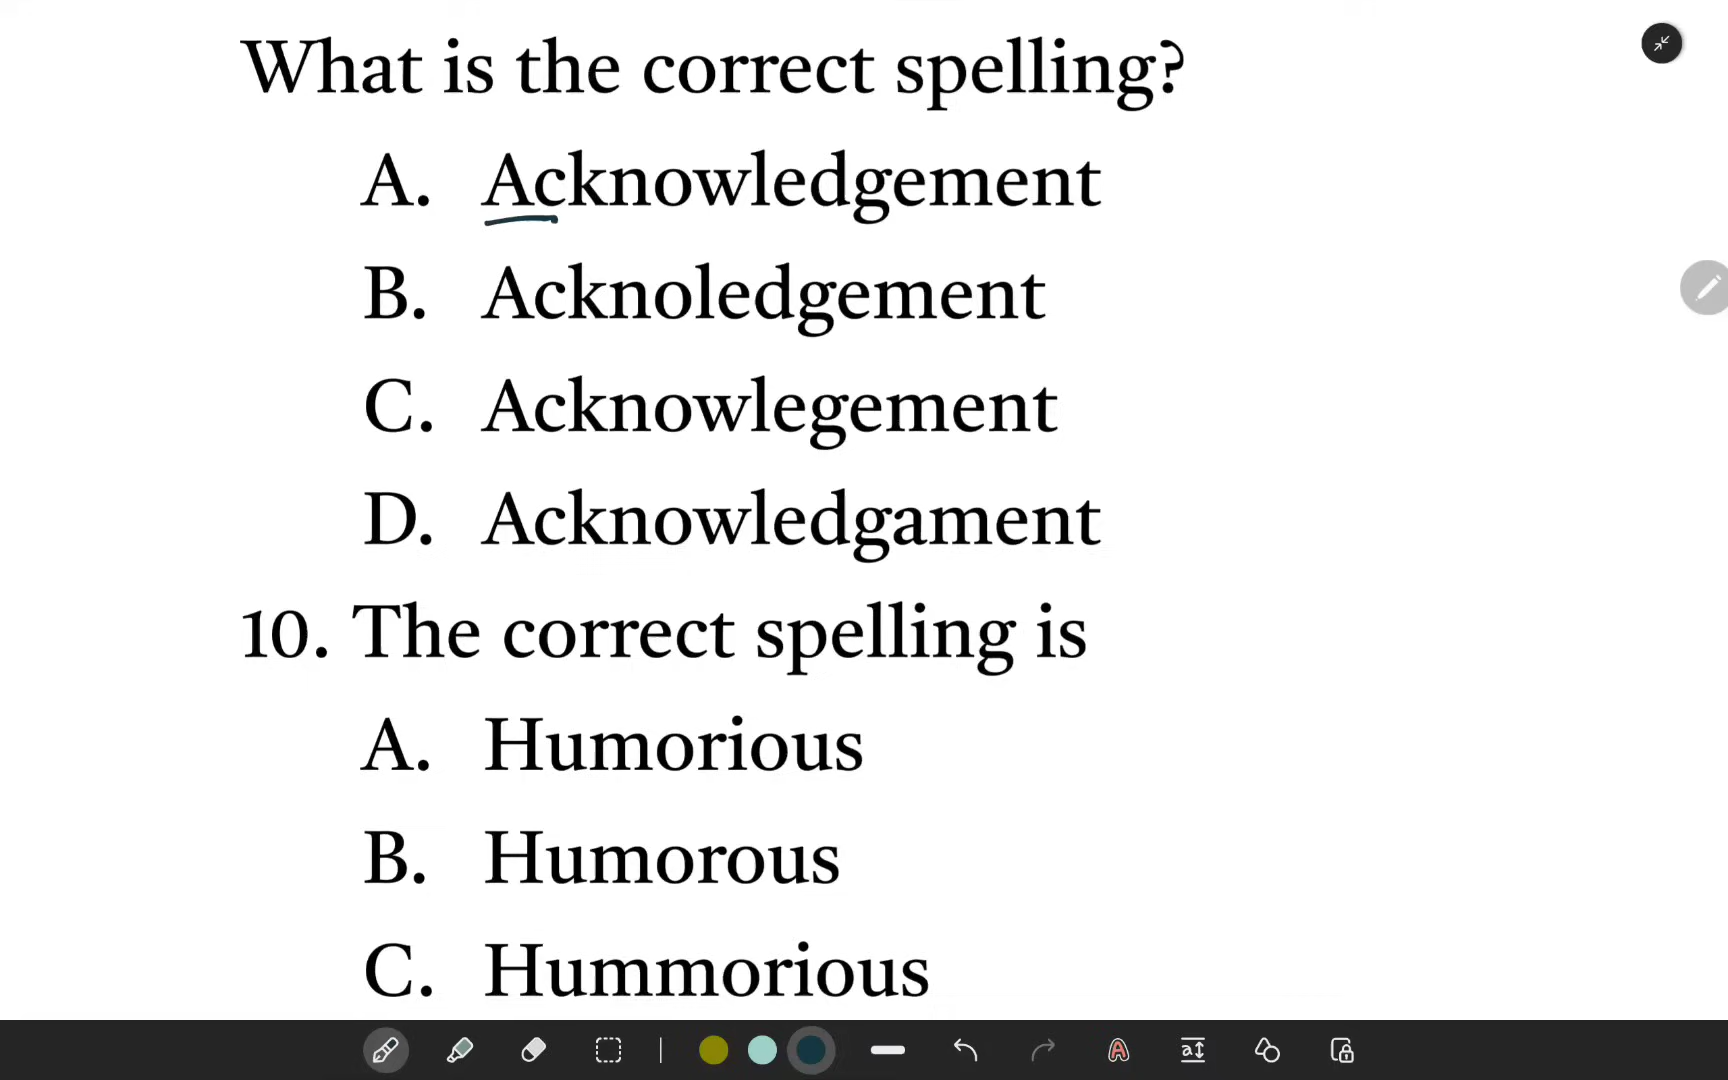 What is the correct spelling?
A. Acknowledgement
B. Acknoledgement
C. Acknowlegement
D. Acknowledgament
10. The correct spelling is
A. Humorious
B. Humorous
C. Hummorious